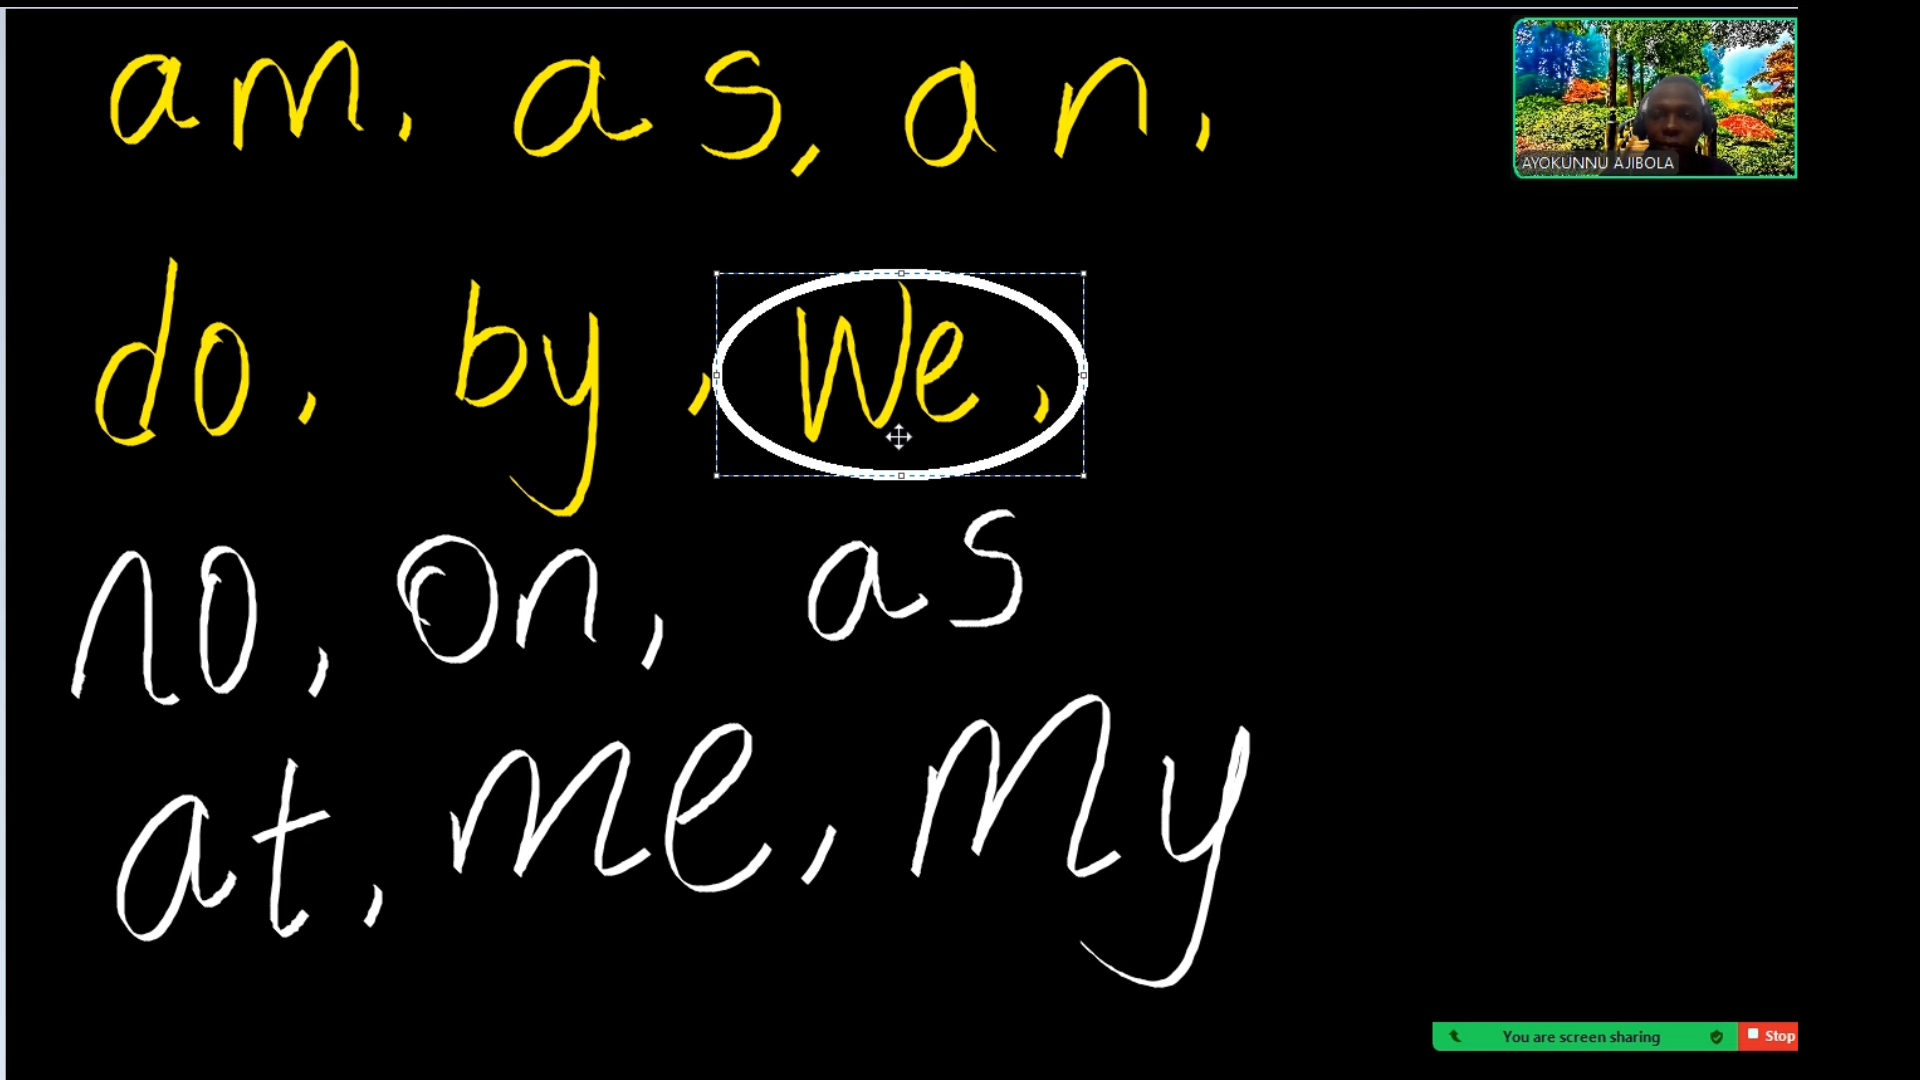 am, as, an,
AYOKUNNU AJIBOLA
do, by, We,
no, on, as
at, me, my
You are screen sharing
Stop